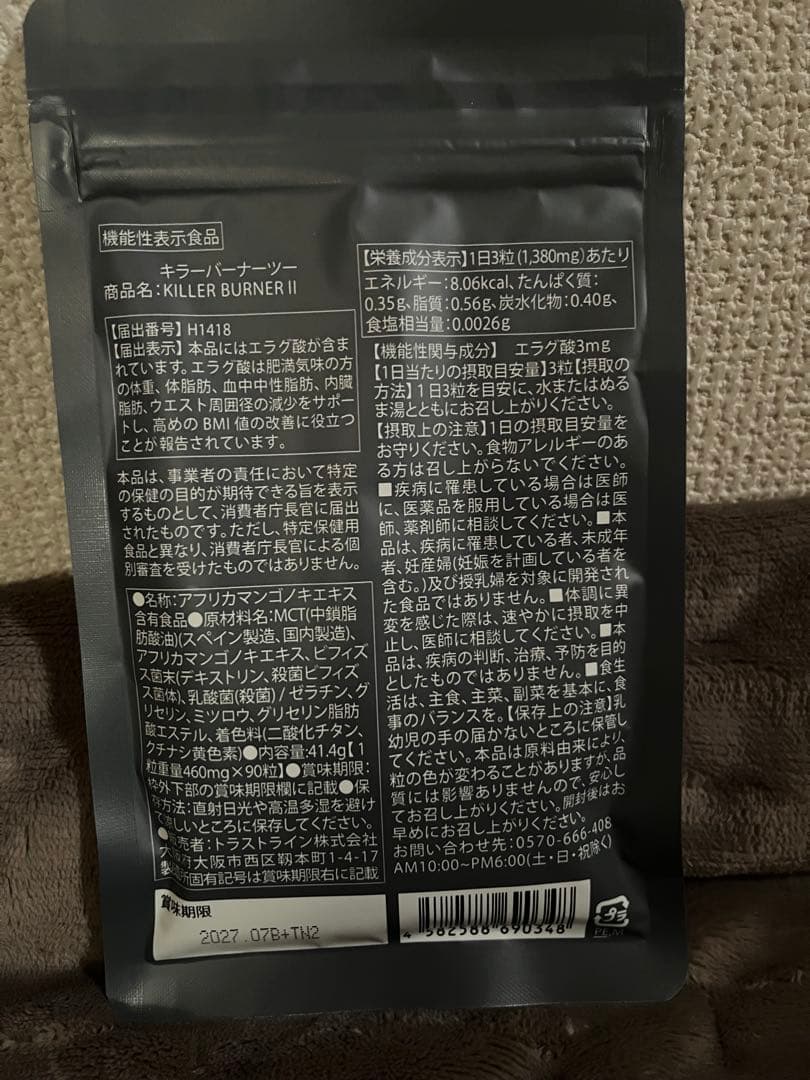 機能性表示食品
キラーバーナーツー
商品名：KILLER BURNER II
【届出番号】H1418
【届出表示】本品にはエラグ酸が含ま
れています。エラグ酸は肥満気味の方
の体重、体脂肪、血中中性脂肪、内臓
脂肪、ウエスト周囲径の減少をサポー
トし、高めの BMI 値の改善に役立つ
ことが報告されています。
本品は、事業者の責任において特定
の保健の目的が期待できる旨を表示
するものとして、消費者庁長官に届出
されたものです。ただし、特定保健用
食品と異なり、消費者庁長官による個
別審査を受けたものではありません。
●名称：アフリカマンゴノキエキス
含有食品●原材料名：MCT(中鎖脂
肪酸油)(スペイン製造、国内製造)、
アフリカマンゴノキエキス、ビフィズ
ス菌末(デキストリン、殺菌ビフィズ
ス菌体)、乳酸菌(殺菌) / ゼラチン、グ
リセリン、ミツロウ、グリセリン脂肪
酸エステル、着色料(二酸化チタン、
クチナシ黄色素)●内容量：41.4g【1
粒重量460mg×90粒】●賞味期限：
枠外下部の賞味期限欄に記載●保
存方法：直射日光や高温多湿を避け
て涼しいところに保存してください。
●販売者：トラストライン株式会社
大阪府大阪市西区靱本町1-4-17
製造所固有記号は賞味期限右に記載
【栄養成分表示】1日3粒(1,380mg)あたり
エネルギー：8.06kcal、たんぱく質：
0.35g、脂質：0.56g、炭水化物：0.40g、
食塩相当量：0.0026g
【機能性関与成分】 エラグ酸3mg
【1日当たりの摂取目安量】3粒【摂取の
方法】1日3粒を目安に、水またはぬる
ま湯とともにお召し上がりください。
【摂取上の注意】1日の摂取目安量を
お守りください。食物アレルギーのあ
る方は召し上がらないでください。
■疾病に罹患している場合は医師
に、医薬品を服用している場合は医
師、薬剤師に相談してください。■本
品は、疾病に罹患している者、未成年
者、妊産婦(妊娠を計画している者を
含む。)及び授乳婦を対象に開発され
た食品ではありません。■体調に異
変を感じた際は、速やかに摂取を中
止し、医師に相談してください。■本
品は、疾病の判断、治療、予防を目的
としたものではありません。■食生
活は、主食、主菜、副菜を基本に、食
事のバランスを。【保存上の注意】乳
幼児の手の届かないところに保管し
てください。本品は原料由来により、
粒の色が変わることがありますが、品
質には影響ありませんので、安心し
てお召し上がりください。開封後はお
早めにお召し上がりください。
お問い合わせ先：0570-666-408
AM10:00~PM6:00(土・日・祝除く)
賞味期限
2027.07B+TN2
4 582588 690348
プラ
PE,M